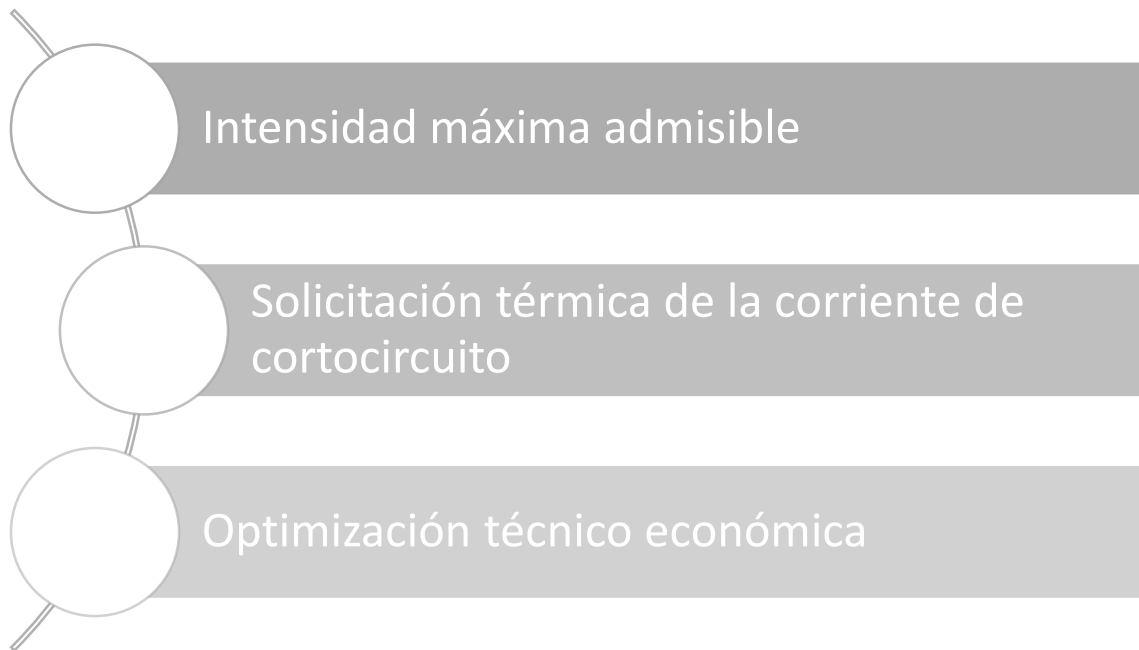 Intensidad máxima admisible
Solicitación térmica de la corriente de
cortocircuito
Optimización técnico económica